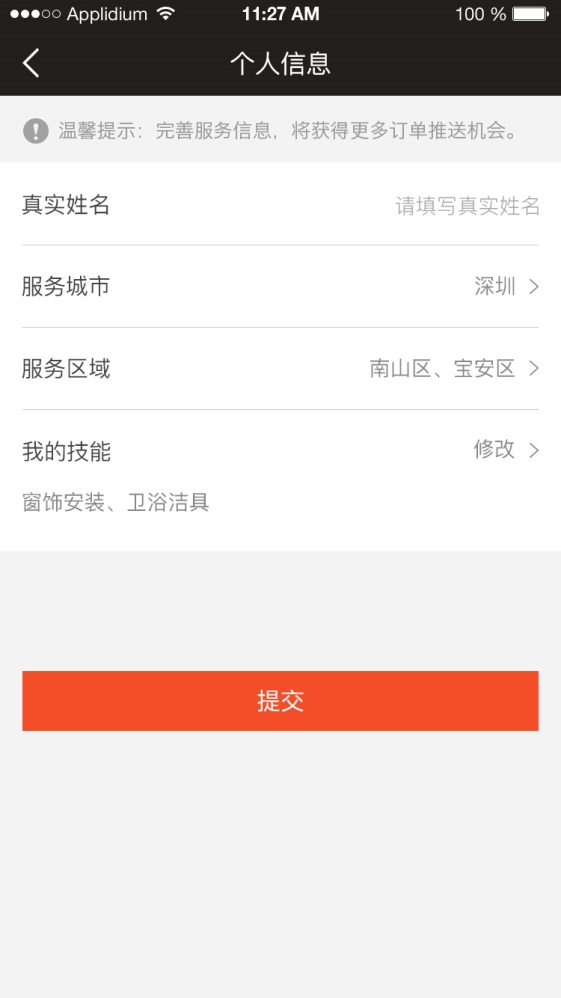 Applidium 11:27 AM 100 %
个人信息
温馨提示：完善服务信息，将获得更多订单推送机会。
真实姓名 请填写真实姓名
服务城市 深圳
服务区域 南山区、宝安区
我的技能 修改
窗饰安装、卫浴洁具
提交